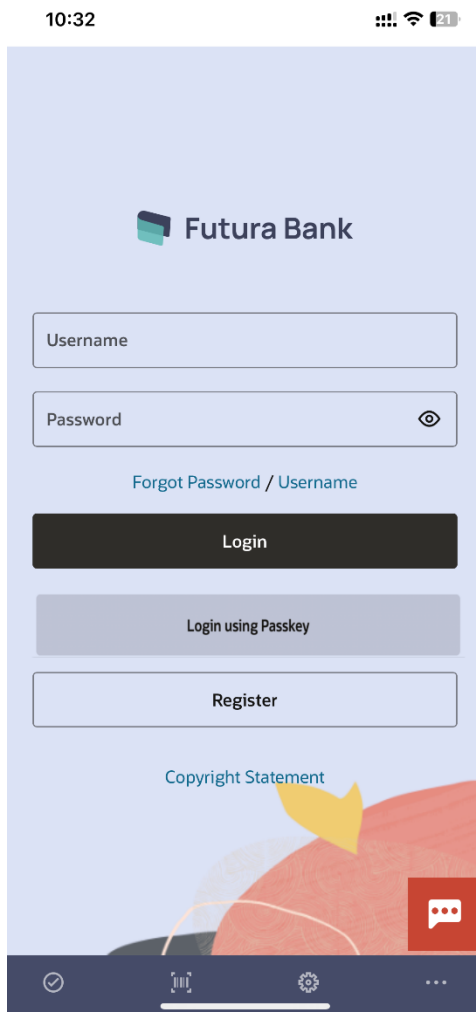 10:32
21
Futura Bank
Username
Password
Forgot Password / Username
Login
Login using Passkey
Register
Copyright Statement